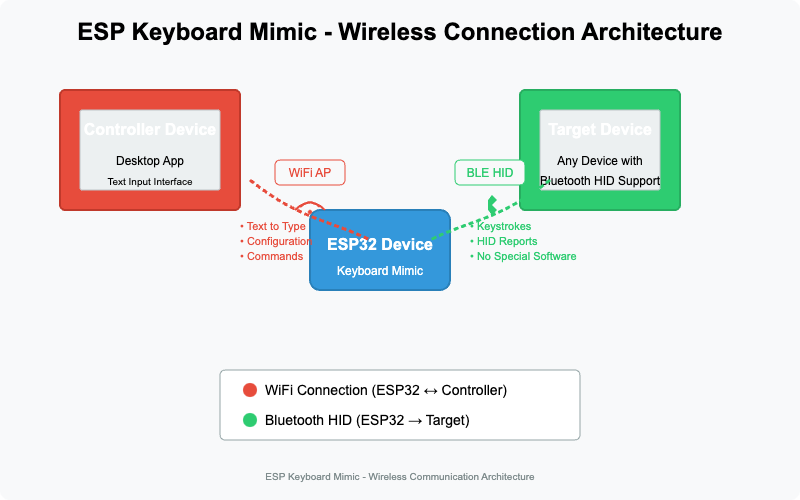 ESP Keyboard Mimic - Wireless Connection Architecture
Controller Device
Desktop App
Text Input Interface
WiFi AP
• Text to Type
• Configuration
• Commands
ESP32 Device
Keyboard Mimic
BLE HID
• Keystrokes
• HID Reports
• No Special Software
Target Device
Any Device with
Bluetooth HID Support
WiFi Connection (ESP32 ↔ Controller)
Bluetooth HID (ESP32 → Target)
ESP Keyboard Mimic - Wireless Communication Architecture